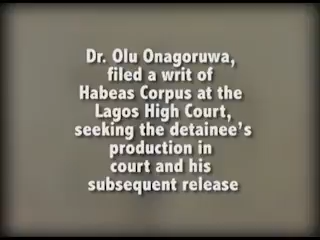 Dr. Olu Onagoruwa,
filed a writ of
Habeas Corpus at the
Lagos High Court,
seeking the detainee's
production in
court and his
subsequent release